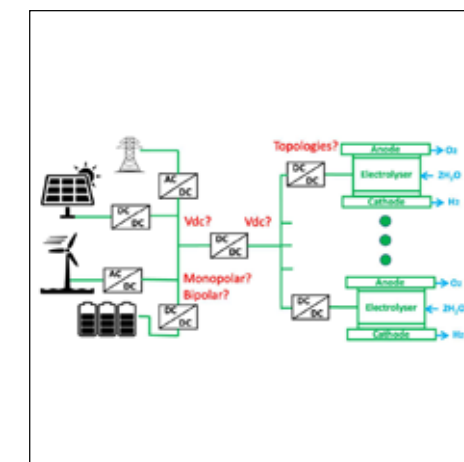 Topologies?
Anode
O₂
Electrolyser
2H₂O
Cathode
H₂
AC
DC
DC
DC
DC
DC
Vdc?
Vdc?
DC
DC
AC
DC
Monopolar?
Bipolar?
DC
DC
DC
DC
Anode
O₂
Electrolyser
2H₂O
Cathode
H₂